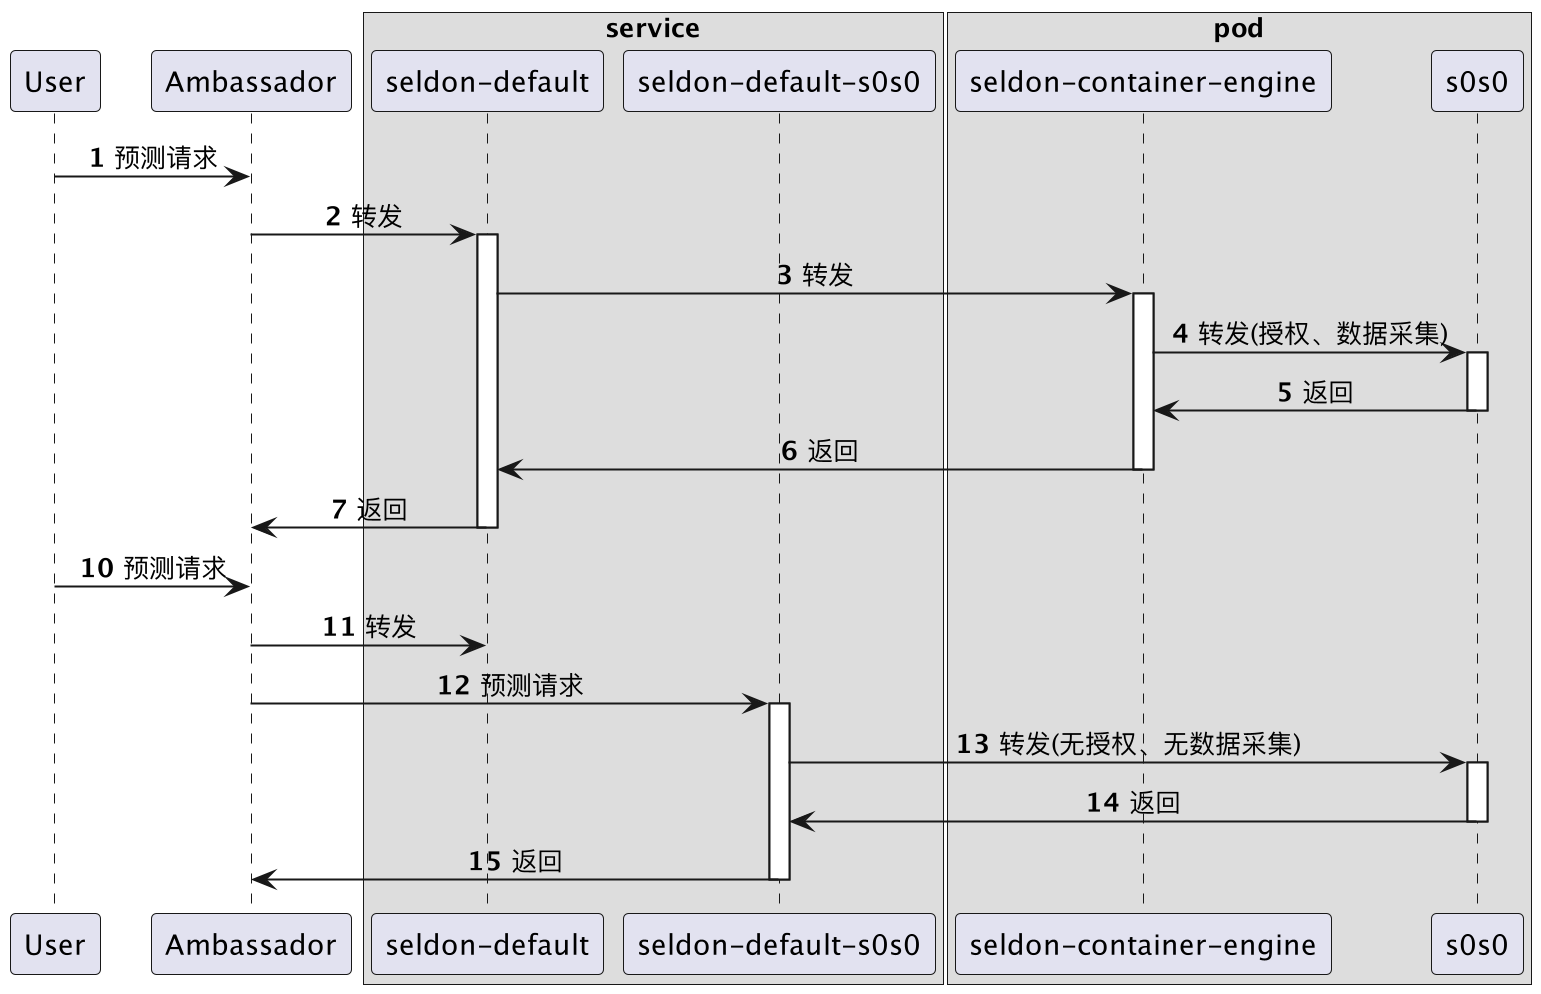 service
pod
User
Ambassador
seldon-default
seldon-default-s0s0
seldon-container-engine
s0s0
1 预测请求
2 转发
3 转发
4 转发(授权、数据采集)
5 返回
6 返回
7 返回
10 预测请求
11 转发
12 预测请求
13 转发(无授权、无数据采集)
14 返回
15 返回
User
Ambassador
seldon-default
seldon-default-s0s0
seldon-container-engine
s0s0